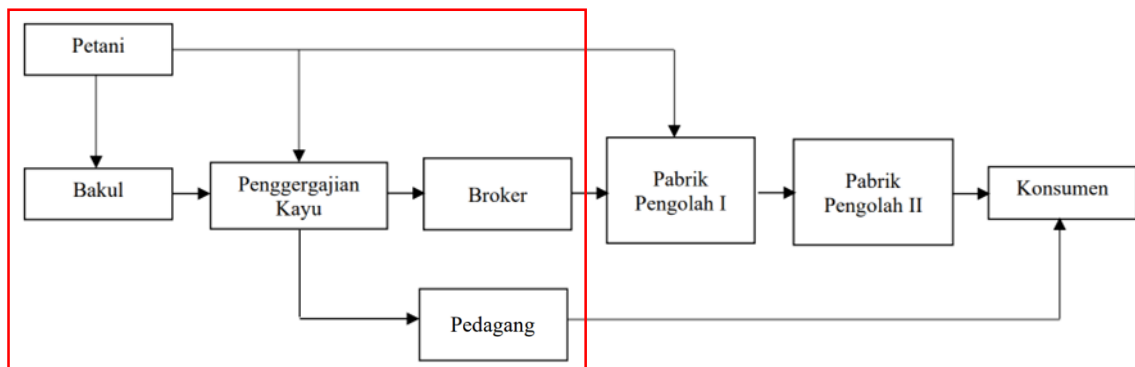 Petani
Bakul
Penggergajian
Kayu
Broker
Pabrik
Pengolah I
Pabrik
Pengolah II
Konsumen
Pedagang